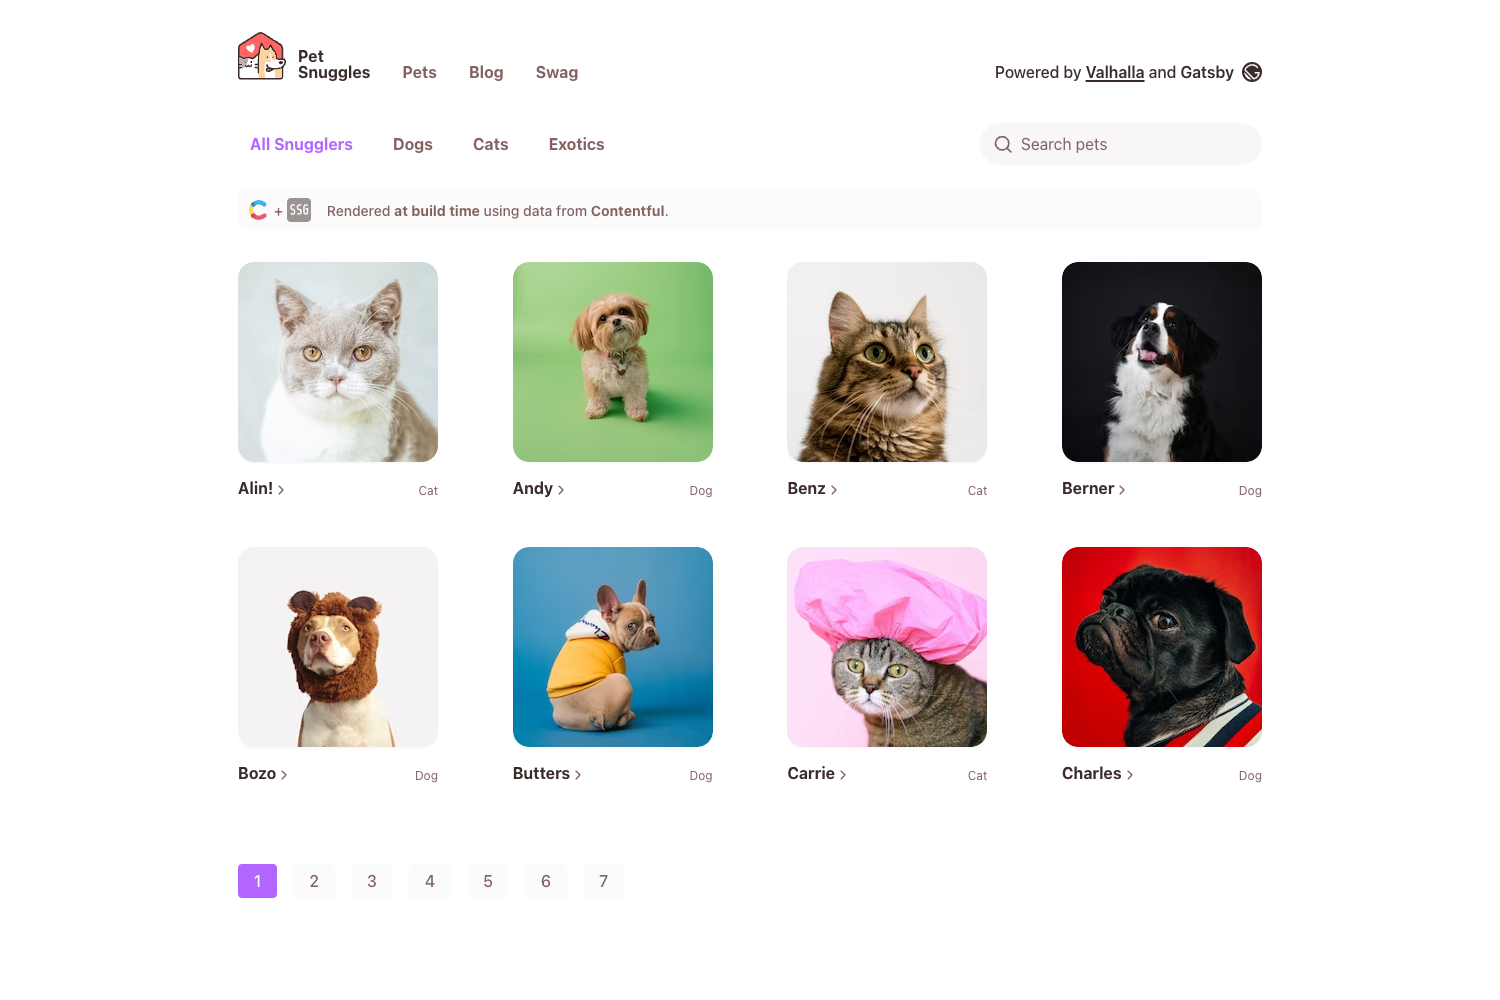 Pet
Snuggles
Pets
Blog
Swag
Powered by Valhalla and Gatsby
All Snugglers
Dogs
Cats
Exotics
Search pets
+ SSG Rendered at build time using data from Contentful.
Alin!
Cat
Andy
Dog
Benz
Cat
Berner
Dog
Bozo
Dog
Butters
Dog
Carrie
Cat
Charles
Dog
1 2 3 4 5 6 7